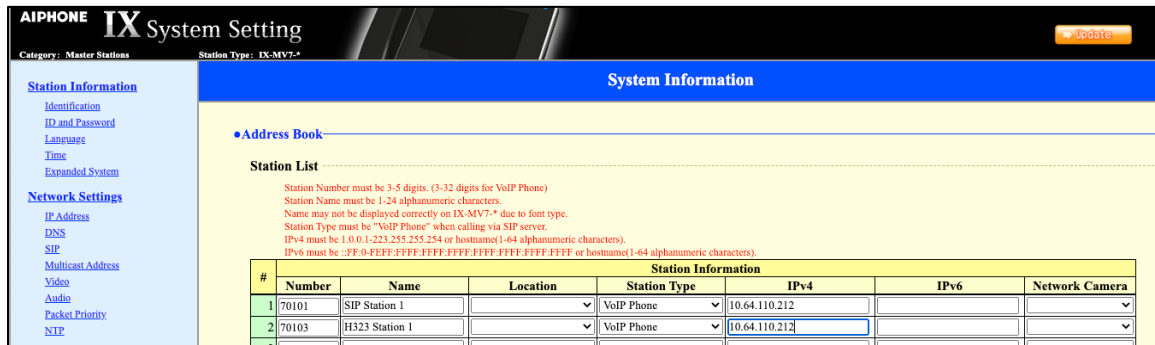 AIPHONE IX System Setting
Update
Category: Master Stations Station Type: IX-MV7-*
System Information
Station Information
Identification
ID and Password
Language
Time
Expanded System
Network Settings
IP Address
DNS
SIP
Multicast Address
Video
Audio
Packet Priority
NTP
●Address Book
Station List
Station Number must be 3-5 digits. (3-32 digits for VoIP Phone)
Station Name must be 1-24 alphanumeric characters.
Name may not be displayed correctly on IX-MV7-* due to font type.
Station Type must be "VoIP Phone" when calling via SIP server.
IPv4 must be 1.0.0.1-223.255.255.254 or hostname(1-64 alphanumeric characters).
IPv6 must be ::FF:0-FEFF:FFFF:FFFF:FFFF:FFFF:FFFF:FFFF:FFFF or hostname(1-64 alphanumeric characters).
# Station Information
Number Name Location Station Type IPv4 IPv6 Network Camera
1 70101 SIP Station 1 VoIP Phone 10.64.110.212
2 70103 H323 Station 1 VoIP Phone 10.64.110.212